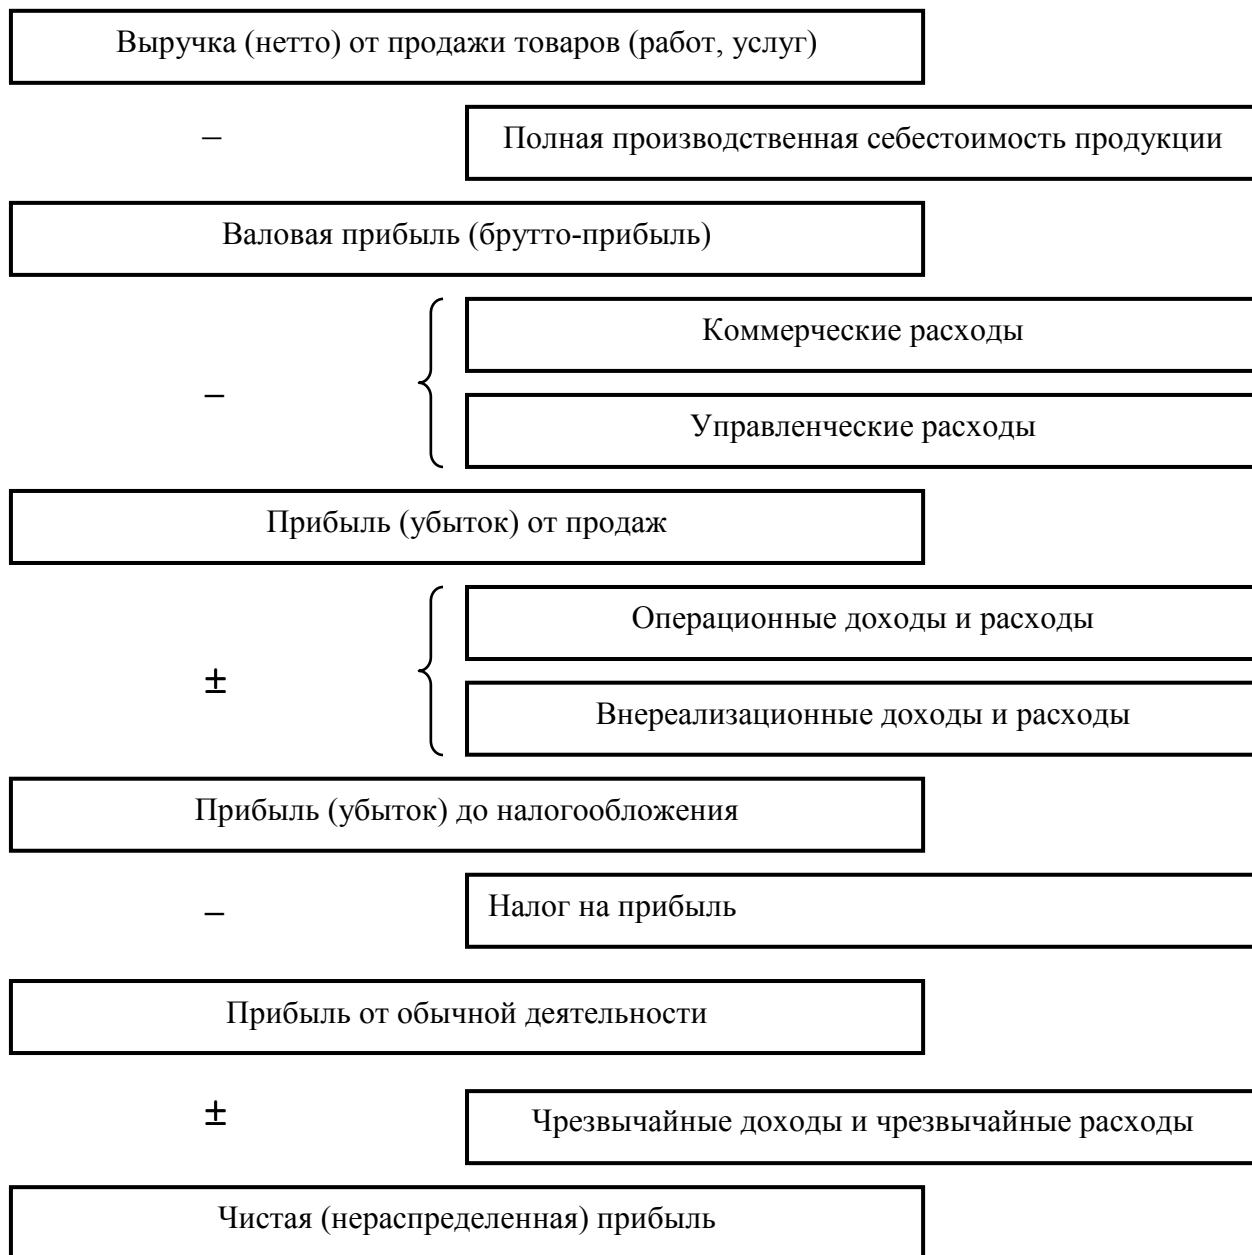 Выручка (нетто) от продажи товаров (работ, услуг)
–
Полная производственная себестоимость продукции
Валовая прибыль (брутто-прибыль)
Коммерческие расходы
–
Управленческие расходы
Прибыль (убыток) от продаж
Операционные доходы и расходы
±
Внереализационные доходы и расходы
Прибыль (убыток) до налогообложения
–
Налог на прибыль
Прибыль от обычной деятельности
±
Чрезвычайные доходы и чрезвычайные расходы
Чистая (нераспределенная) прибыль